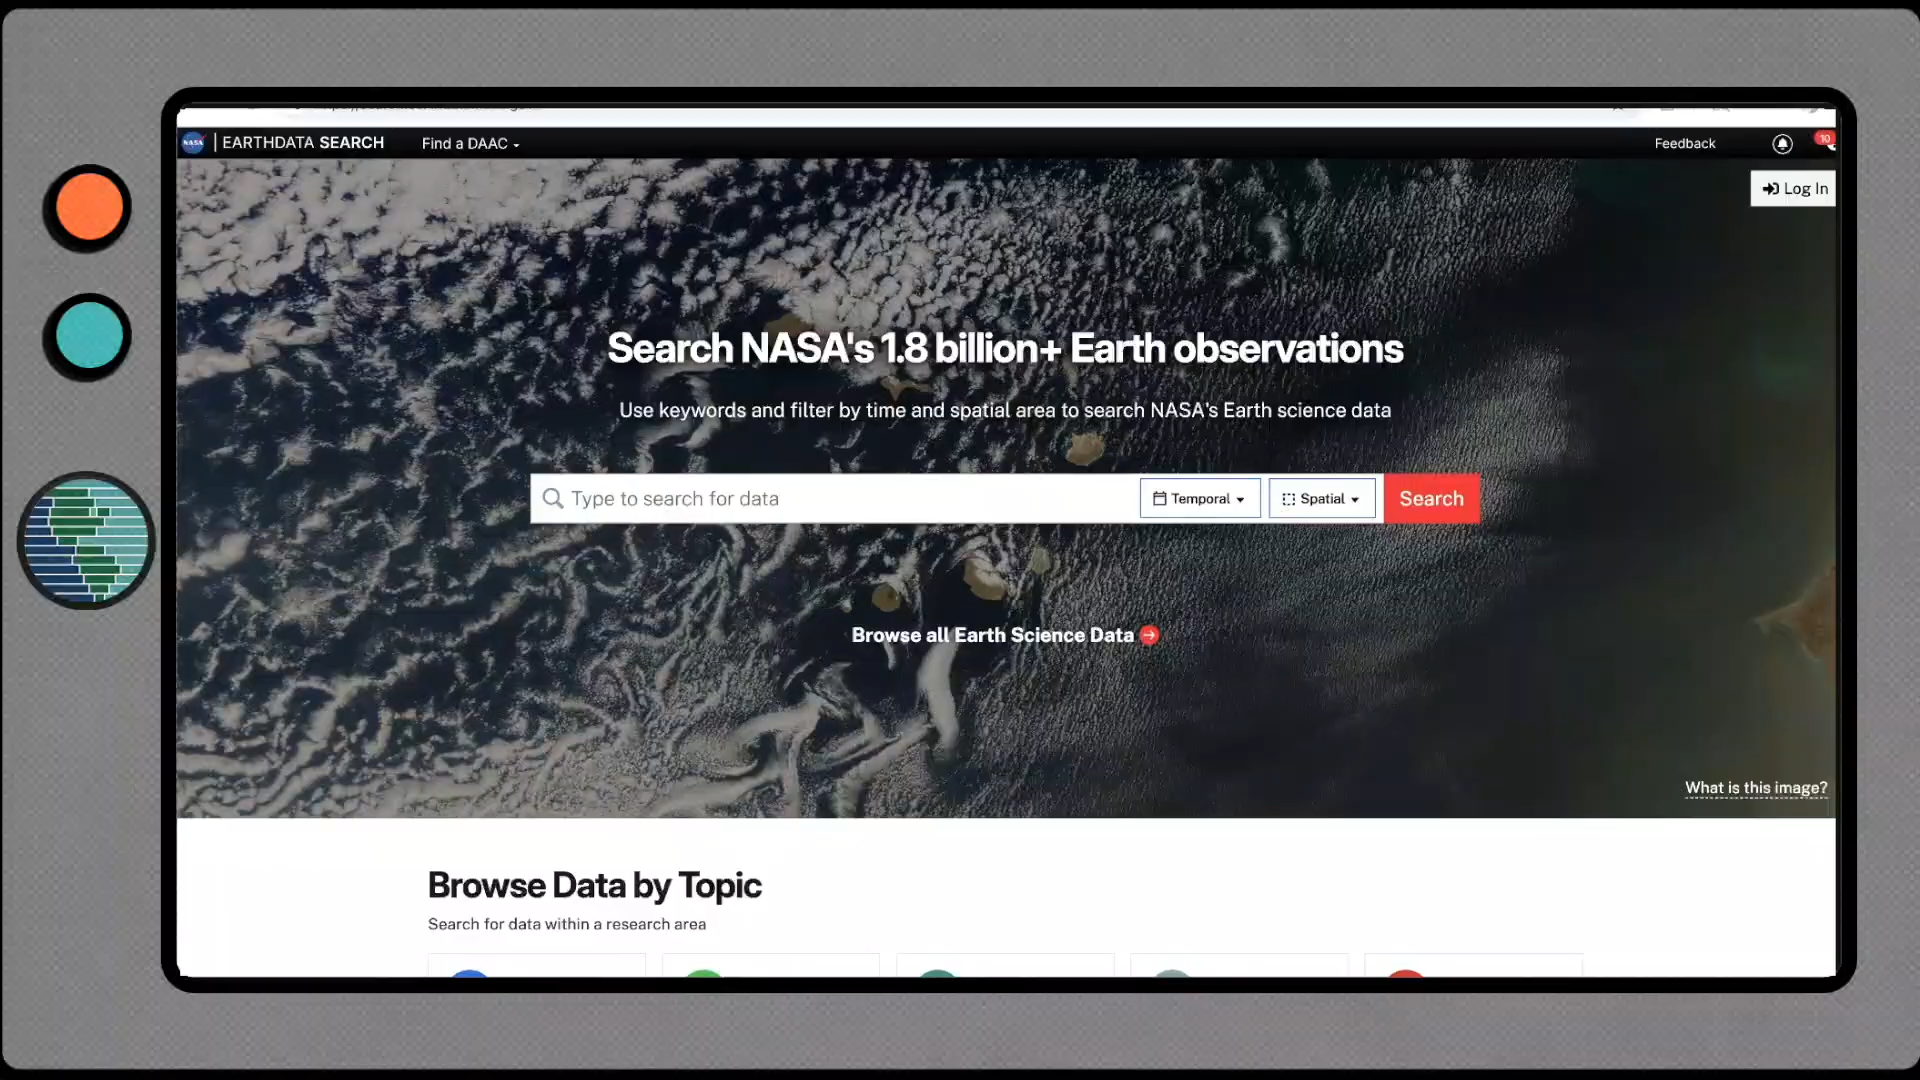 NASA | EARTHDATA SEARCH Find a DAAC Feedback 10
Log In
Search NASA's 1.8 billion+ Earth observations
Use keywords and filter by time and spatial area to search NASA's Earth science data
Type to search for data Temporal Spatial Search
Browse all Earth Science Data
What is this image?
Browse Data by Topic
Search for data within a research area